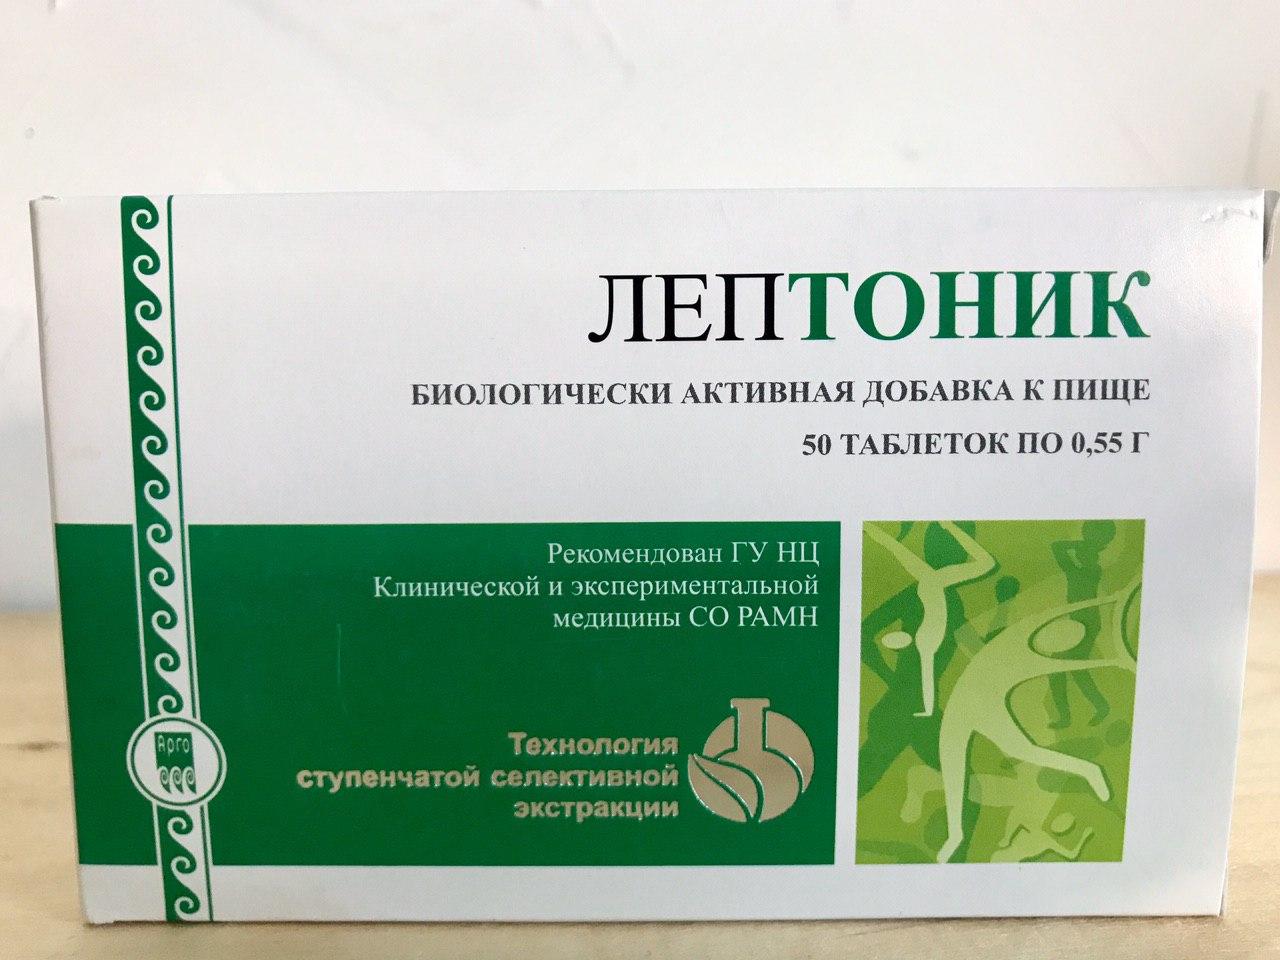 ЛЕПТОНИК
БИОЛОГИЧЕСКИ АКТИВНАЯ ДОБАВКА К ПИЩЕ
50 ТАБЛЕТОК ПО 0,55 Г
Рекомендован ГУ НЦ
Клинической и экспериментальной
медицины СО РАМН
Технология
ступенчатой селективной
экстракции
Арго